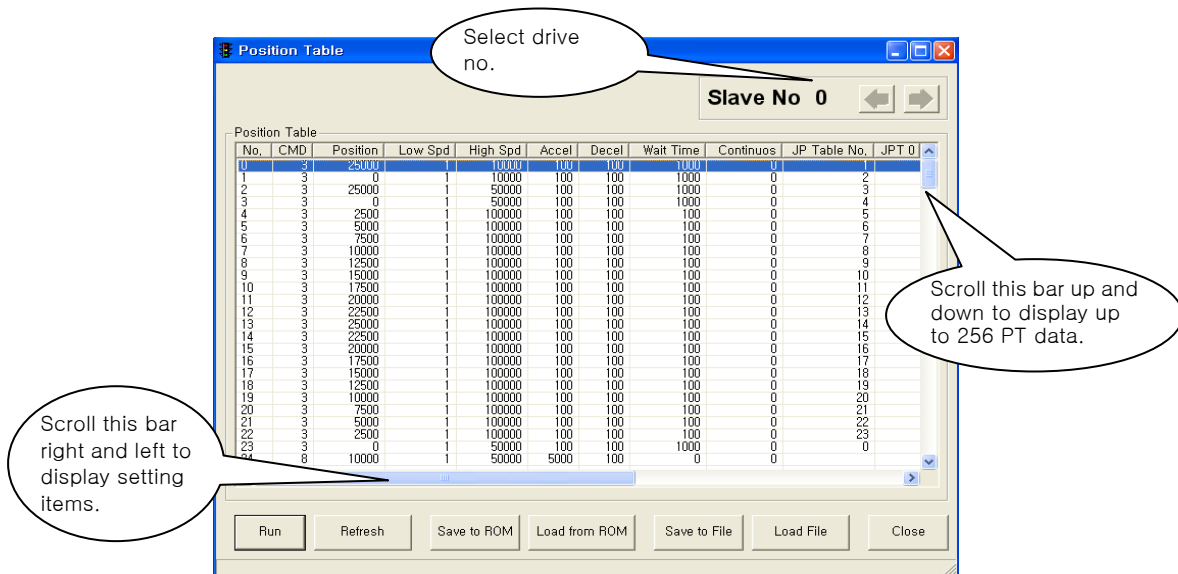 Select drive
no.
Position Table
Slave No 0
Position Table
No, CMD Position Low Spd High Spd Accel Decel Wait Time Continuos JP Table No, JPT 0
0 3 25000 1 10000 100 100 1000 0 1
1 3 0 1 10000 100 100 1000 0 2
2 3 25000 1 50000 100 100 1000 0 3
3 3 0 1 50000 100 100 1000 0 4
4 3 2500 1 100000 100 100 100 0 5
5 3 5000 1 100000 100 100 100 0 6
6 3 7500 1 100000 100 100 100 0 7
7 3 10000 1 100000 100 100 100 0 8
8 3 12500 1 100000 100 100 100 0 9
9 3 15000 1 100000 100 100 100 0 10
10 3 17500 1 100000 100 100 100 0 11
11 3 20000 1 100000 100 100 100 0 12
12 3 22500 1 100000 100 100 100 0 13
13 3 25000 1 100000 100 100 100 0 14
14 3 22500 1 100000 100 100 100 0 15
15 3 20000 1 100000 100 100 100 0 16
16 3 17500 1 100000 100 100 100 0 17
17 3 15000 1 100000 100 100 100 0 18
18 3 12500 1 100000 100 100 100 0 19
19 3 10000 1 100000 100 100 100 0 20
20 3 7500 1 100000 100 100 100 0 21
21 3 5000 1 100000 100 100 100 0 22
22 3 2500 1 100000 100 100 100 0 23
23 3 0 1 50000 100 100 1000 0 0
24 8 10000 1 50000 5000 100 0 0
Scroll this bar up and
down to display up
to 256 PT data.
Scroll this bar
right and left to
display setting
items.
Run Refresh Save to ROM Load from ROM Save to File Load File Close